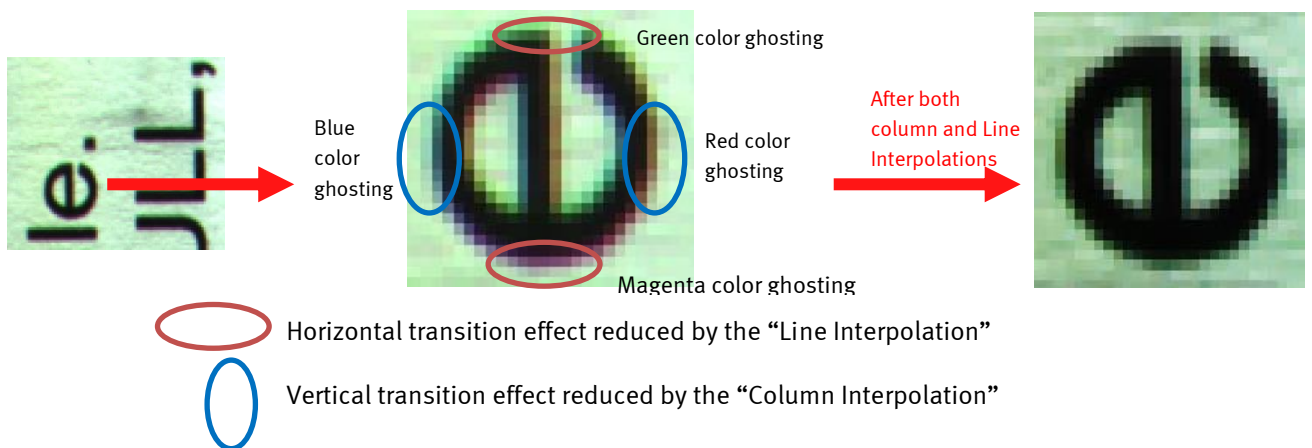 le.
JLL,
Blue
color
ghosting
Green color ghosting
Red color
ghosting
Magenta color ghosting
After both
column and Line
Interpolations
e
e
Horizontal transition effect reduced by the “Line Interpolation”
Vertical transition effect reduced by the “Column Interpolation”